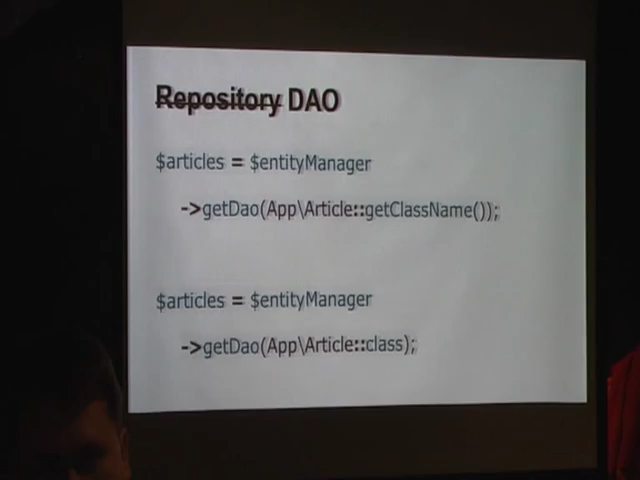 Repository DAO
$articles = $entityManager
->getDao(App\Article::getClassName());
$articles = $entityManager
->getDao(App\Article::class);